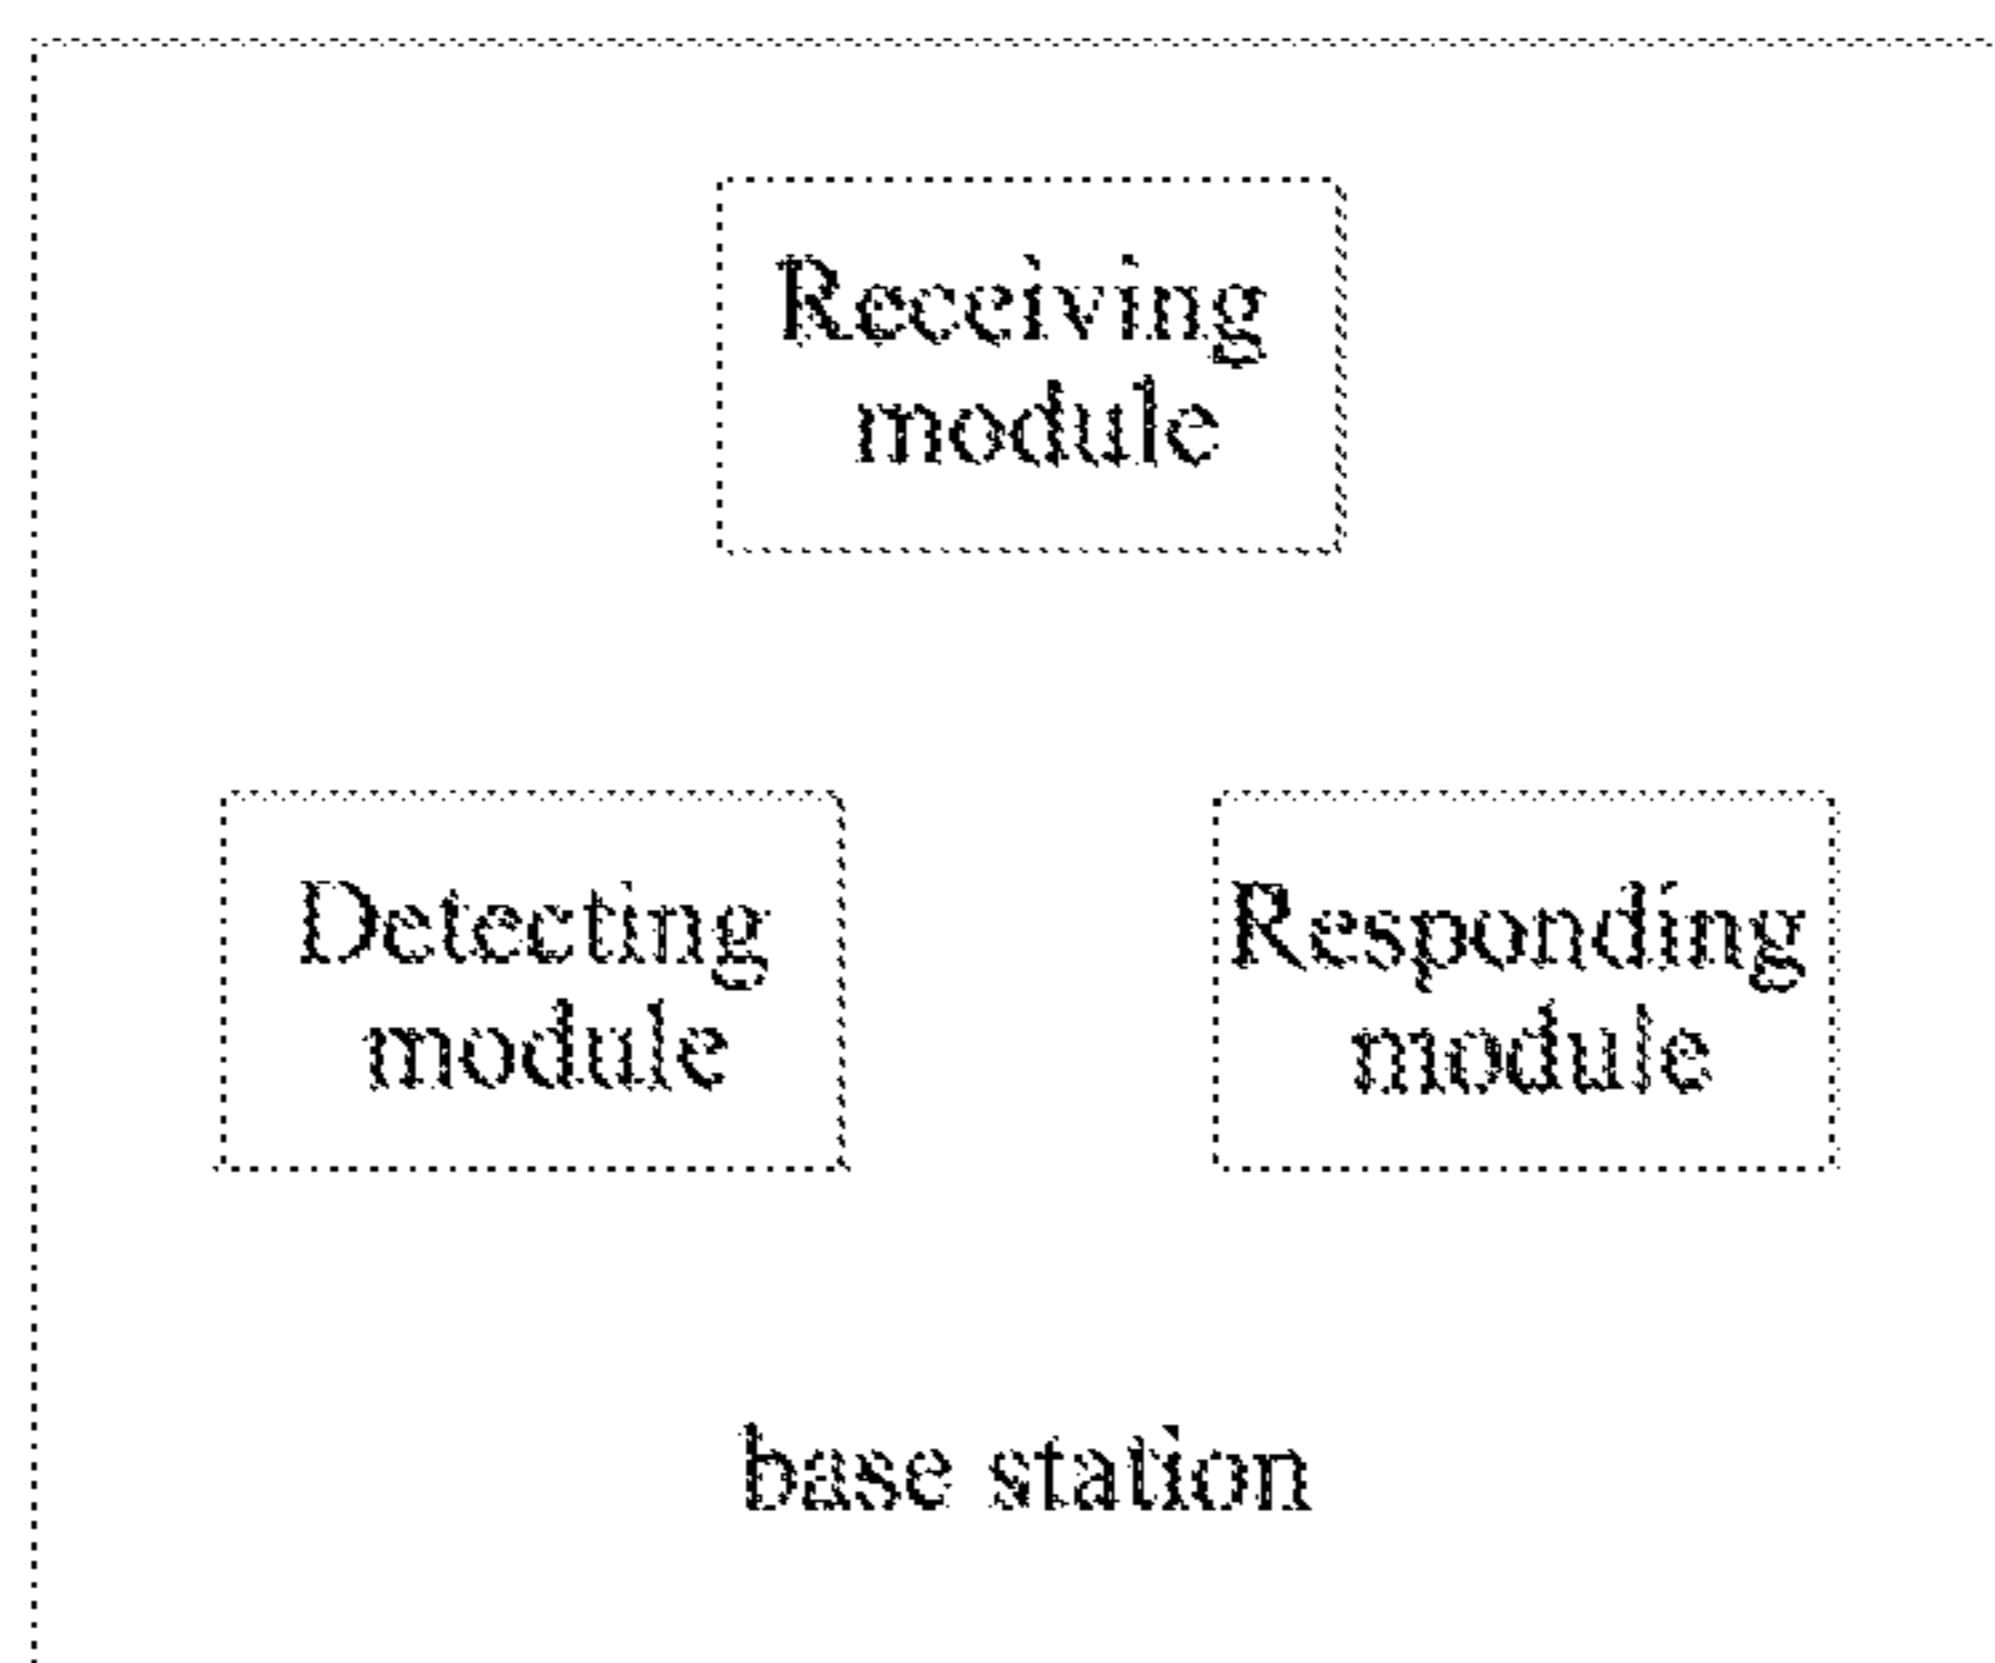 Receiving
module
Detecting
module
Responding
module
base station